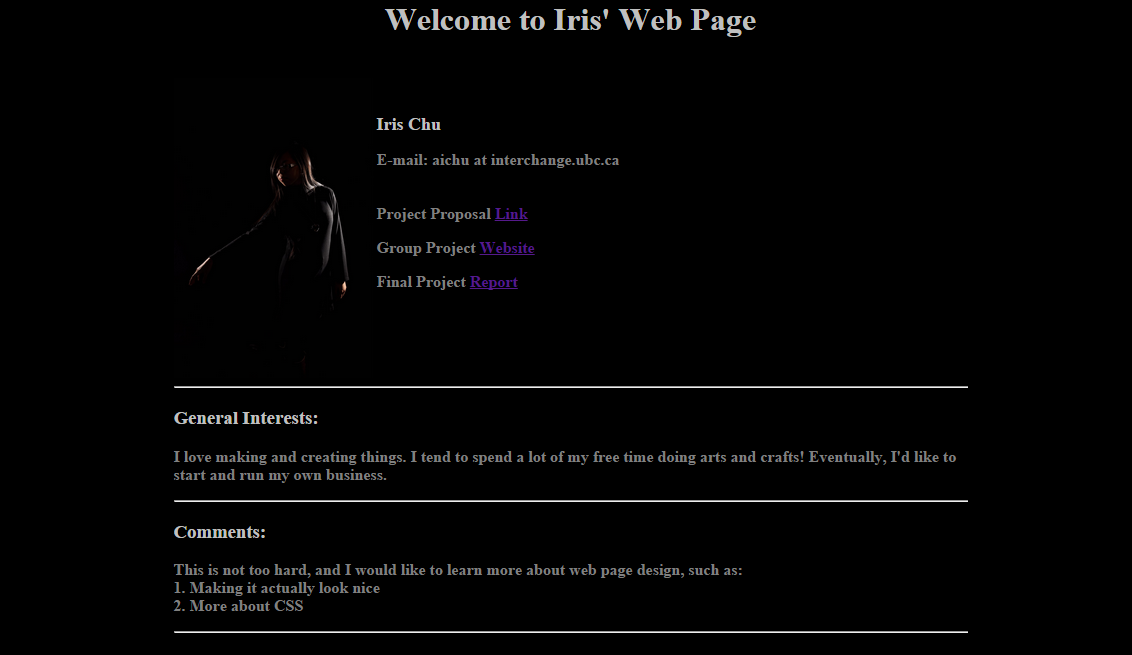 Welcome to Iris' Web Page
Iris Chu
E-mail: aichu at interchange.ubc.ca
Project Proposal Link
Group Project Website
Final Project Report
General Interests:
I love making and creating things. I tend to spend a lot of my free time doing arts and crafts! Eventually, I'd like to
start and run my own business.
Comments:
This is not too hard, and I would like to learn more about web page design, such as:
1. Making it actually look nice
2. More about CSS